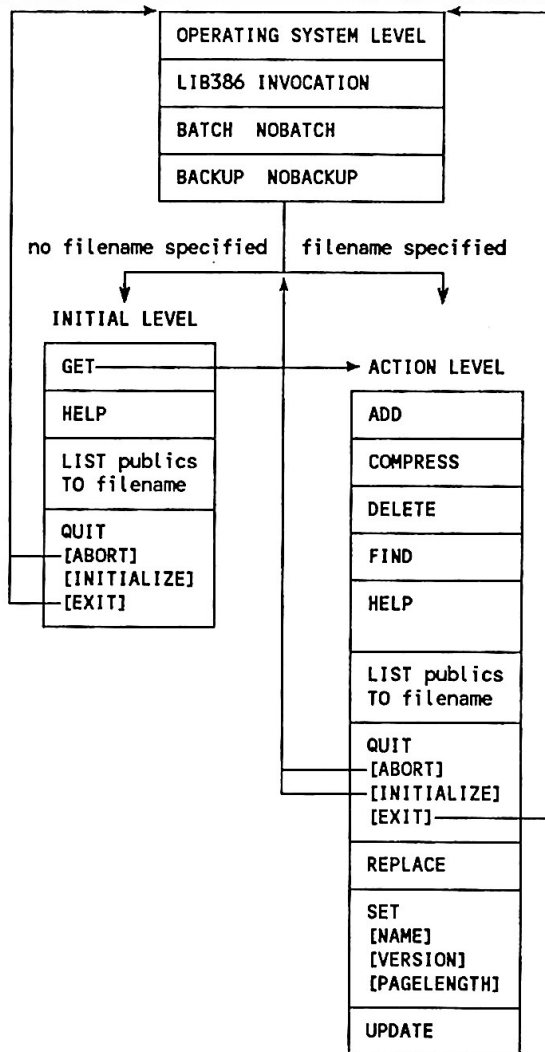 OPERATING SYSTEM LEVEL
LIB386 INVOCATION
BATCH NOBATCH
BACKUP NOBACKUP
no filename specified
filename specified
INITIAL LEVEL
GET
HELP
LIST publics
TO filename
QUIT
[ABORT]
[INITIALIZE]
[EXIT]
ACTION LEVEL
ADD
COMPRESS
DELETE
FIND
HELP
LIST publics
TO filename
QUIT
[ABORT]
[INITIALIZE]
[EXIT]
REPLACE
SET
[NAME]
[VERSION]
[PAGELENGTH]
UPDATE